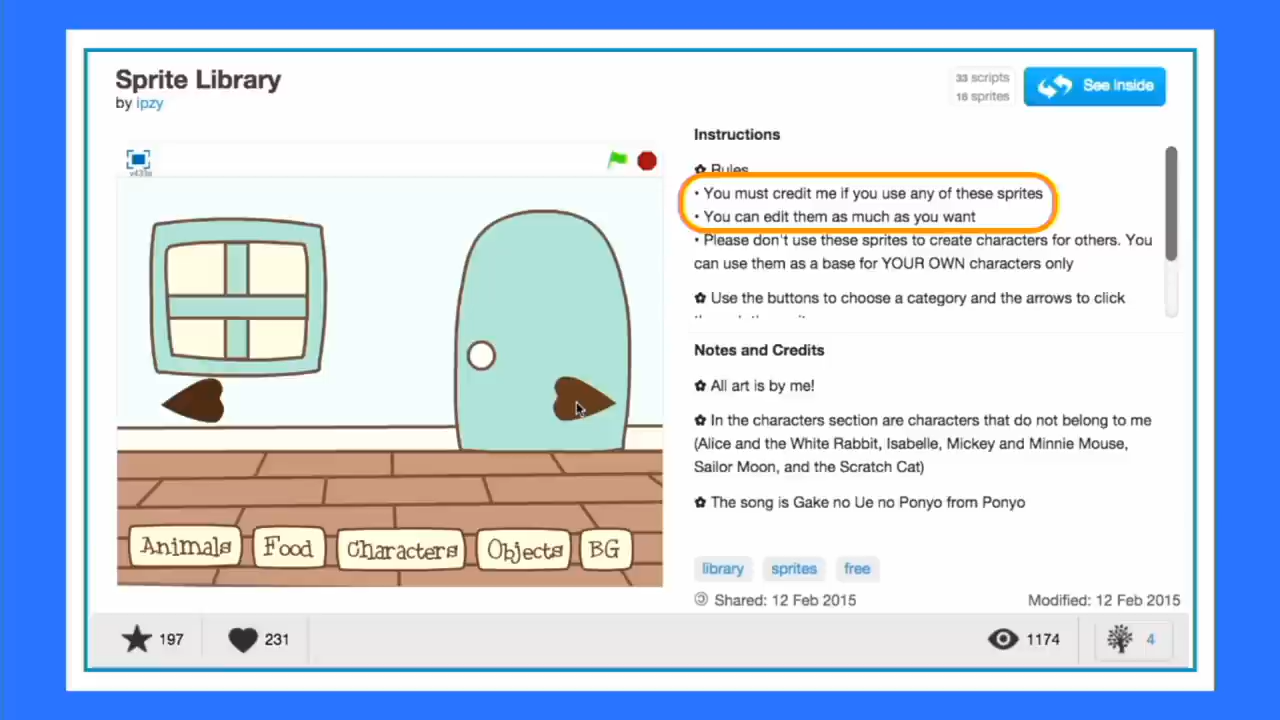 Sprite Library
by ipzy
33 scripts
16 sprites
See inside
v439a
Instructions
✿ Rules
• You must credit me if you use any of these sprites
• You can edit them as much as you want
• Please don't use these sprites to create characters for others. You
can use them as a base for YOUR OWN characters only
✿ Use the buttons to choose a category and the arrows to click
Notes and Credits
✿ All art is by me!
✿ In the characters section are characters that do not belong to me
(Alice and the White Rabbit, Isabelle, Mickey and Minnie Mouse,
Sailor Moon, and the Scratch Cat)
✿ The song is Gake no Ue no Ponyo from Ponyo
Animals Food Characters Objects BG
library sprites free
Shared: 12 Feb 2015 Modified: 12 Feb 2015
197 231 1174 4